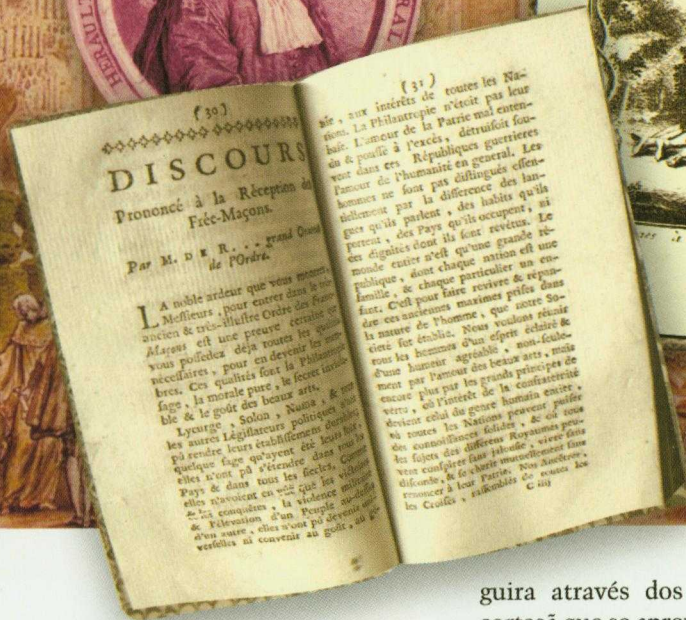 HERAULT
RAL
( 30 )
DISCOURS
Prononcé à la Réception de
Frée-Maçons.
Par M. DE R... grand Orateur
de l'Ordre.
LA noble ardeur que vous montrez,
Messieurs, pour entrer dans le
ancien & très-illustre Ordre des
Maçons est une preuve certaine que
vous possedez déja toutes les qualités
nécessaires, pour en devenir les mem-
bres. Ces qualités sont la Philantropie
sage, la morale pure, le secret inviola-
ble & le goût des beaux arts.
Lycurge, Solon, Numa, & tous
les autres Législateurs politiques n'ont
pû rendre leurs établissemens durables
quelque sage qu'ayent été leurs loix,
elles n'ont pû s'étendre dans tous les
Pays & dans tous les siecles. Comme
elles n'avoient en vûë que les victoires
& les conquêtes, la violence militaire
& l'élevation d'un Peuple au-dessus
d'un autre, elles n'ont pû devenir uni-
verselles ni convenir au goût, au gé-
( 31 )
nie, aux intérêts de toutes les Na-
tions. La Philantropie n'étoit pas leur
base. L'amour de la Patrie mal enten-
du & poussé à l'excés, détruisoit sou-
vent dans ces Républiques guerrieres
l'amour de l'humanité en general. Les
hommes ne sont pas distingués essen-
tiellement par la difference des lan-
gues qu'ils parlent, des habits qu'ils
portent, des Pays qu'ils occupent, ni
des dignités dont ils sont revêtus. Le
monde entier n'est qu'une grande ré-
publique, dont chaque nation est une
famille, & chaque particulier un en-
fant. C'est pour faire revivre & répan-
dre ces anciennes maximes prises dans
la nature de l'homme, que notre So-
cieté fut établie. Nous voulons réunir
tous les hommes d'un esprit éclairé &
d'une humeur agréable, non-seule-
ment par l'amour des beaux arts, mais
encore plus par les grands principes de
vertu, où l'intérêt de la confraternité
devient celui du genre humain entier,
où toutes les Nations peuvent puiser
des connoissances solides, & où tous
les sujets des differens Royaumes peu-
vent conspirer sans jalousie, vivre sans
discorde, & se cherir mutuellement sans
renoncer à leur Patrie. Nos Ancêtres,
les Croisés, rassemblés de toutes les
C iiij
guira através dos